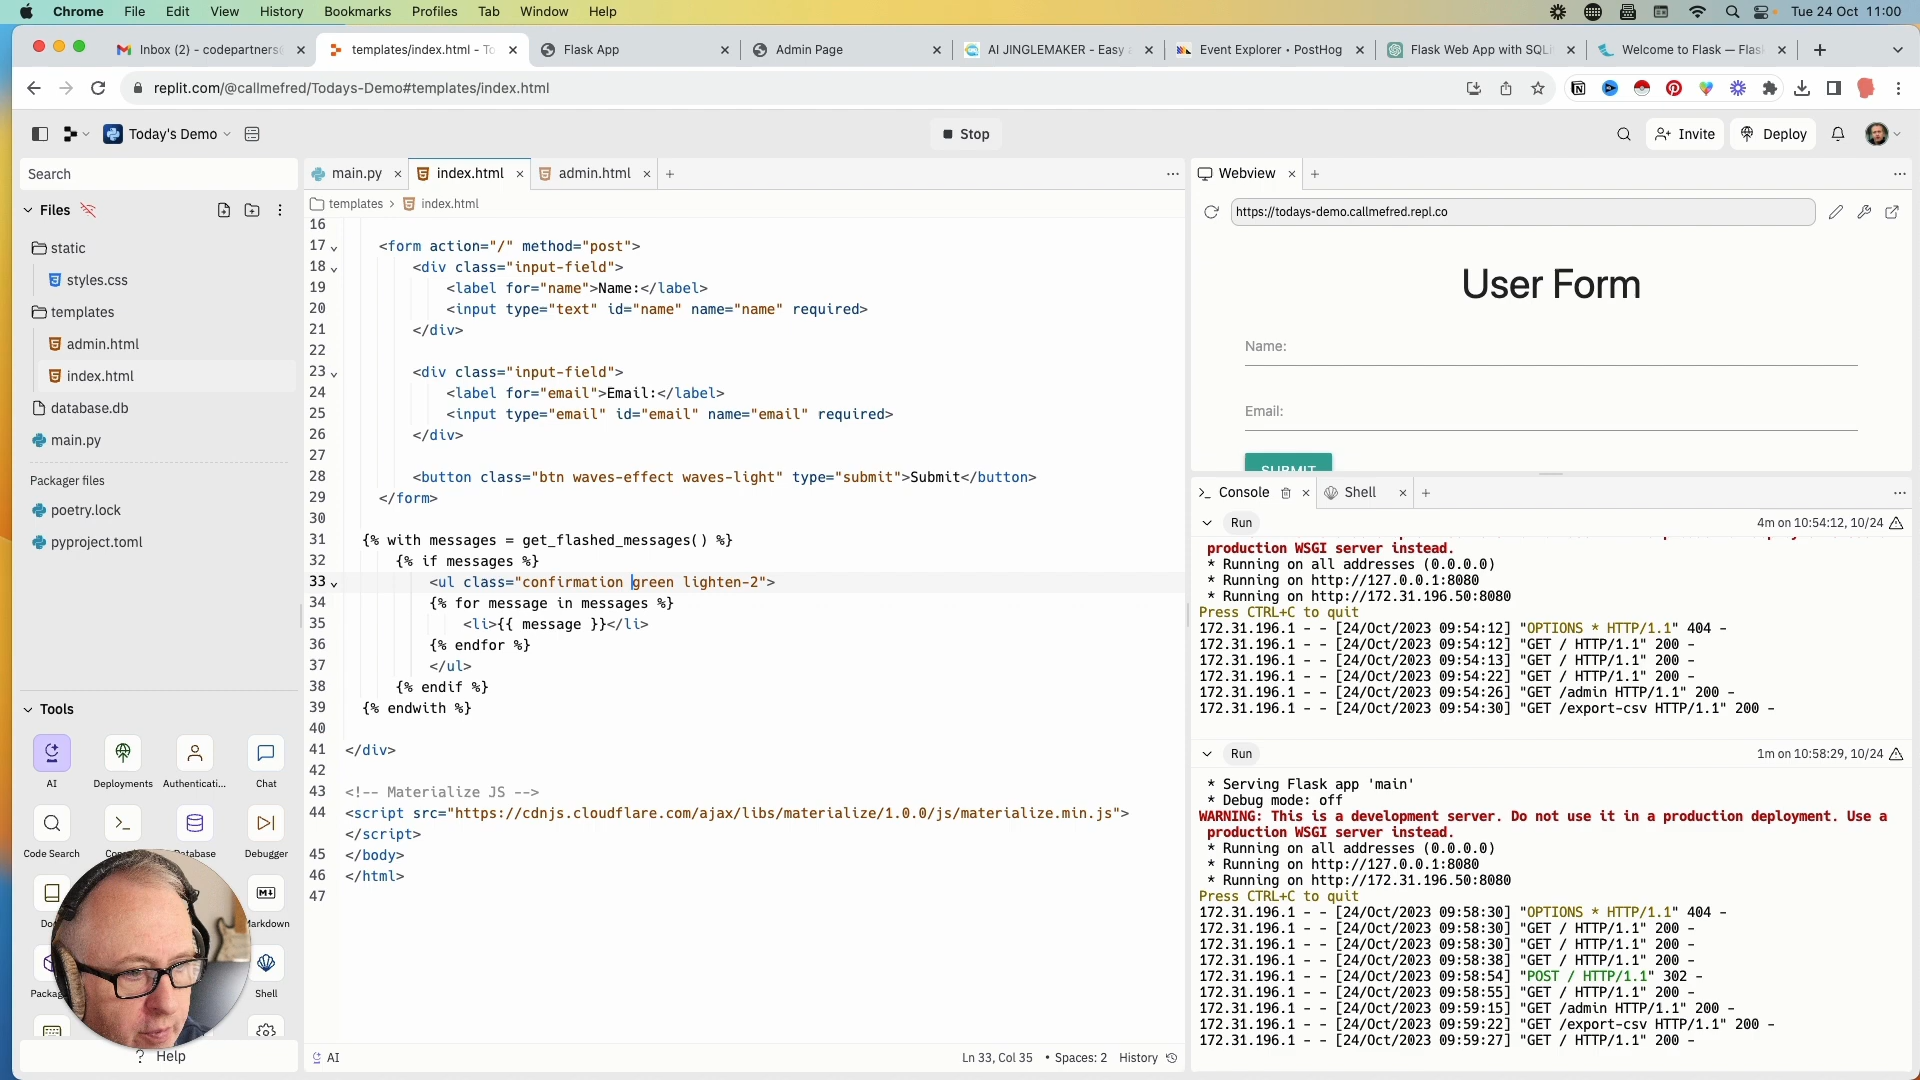 Chrome File Edit View History Bookmarks Profiles Tab Window Help Tue 24 Oct 11:00
Inbox (2) - codepartners@ templates/index.html - To Flask App Admin Page AI JINGLEMAKER - Easy a Event Explorer • PostHog Flask Web App with SQLi Welcome to Flask — Flas
replit.com/@callmefred/Todays-Demo#templates/index.html
Today's Demo Stop Invite Deploy
Search
Files
static
styles.css
templates
admin.html
index.html
database.db
main.py
Packager files
poetry.lock
pyproject.toml
Tools
AI Deployments Authenticati... Chat
Code Search Database Debugger
Markdown
Shell
? Help
main.py index.html admin.html
templates > index.html
16
17 <form action="/" method="post">
18 <div class="input-field">
19 <label for="name">Name:</label>
20 <input type="text" id="name" name="name" required>
21 </div>
22
23 <div class="input-field">
24 <label for="email">Email:</label>
25 <input type="email" id="email" name="email" required>
26 </div>
27
28 <button class="btn waves-effect waves-light" type="submit">Submit</button>
29 </form>
30
31 {% with messages = get_flashed_messages() %}
32 {% if messages %}
33 <ul class="confirmation green lighten-2">
34 {% for message in messages %}
35 <li>{{ message }}</li>
36 {% endfor %}
37 </ul>
38 {% endif %}
39 {% endwith %}
40
41 </div>
42
43 <!-- Materialize JS -->
44 <script src="https://cdnjs.cloudflare.com/ajax/libs/materialize/1.0.0/js/materialize.min.js">
</script>
45 </body>
46 </html>
47
AI Ln 33, Col 35 • Spaces: 2 History
Webview
https://todays-demo.callmefred.repl.co
User Form
Name:
Email:
SUBMIT
Console Shell
Run 4m on 10:54:12, 10/24
production WSGI server instead.
* Running on all addresses (0.0.0.0)
* Running on http://127.0.0.1:8080
* Running on http://172.31.196.50:8080
Press CTRL+C to quit
172.31.196.1 - - [24/Oct/2023 09:54:12] "OPTIONS * HTTP/1.1" 404 -
172.31.196.1 - - [24/Oct/2023 09:54:12] "GET / HTTP/1.1" 200 -
172.31.196.1 - - [24/Oct/2023 09:54:13] "GET / HTTP/1.1" 200 -
172.31.196.1 - - [24/Oct/2023 09:54:22] "GET / HTTP/1.1" 200 -
172.31.196.1 - - [24/Oct/2023 09:54:26] "GET /admin HTTP/1.1" 200 -
172.31.196.1 - - [24/Oct/2023 09:54:30] "GET /export-csv HTTP/1.1" 200 -
Run 1m on 10:58:29, 10/24
* Serving Flask app 'main'
* Debug mode: off
WARNING: This is a development server. Do not use it in a production deployment. Use a
production WSGI server instead.
* Running on all addresses (0.0.0.0)
* Running on http://127.0.0.1:8080
* Running on http://172.31.196.50:8080
Press CTRL+C to quit
172.31.196.1 - - [24/Oct/2023 09:58:30] "OPTIONS * HTTP/1.1" 404 -
172.31.196.1 - - [24/Oct/2023 09:58:30] "GET / HTTP/1.1" 200 -
172.31.196.1 - - [24/Oct/2023 09:58:30] "GET / HTTP/1.1" 200 -
172.31.196.1 - - [24/Oct/2023 09:58:38] "GET / HTTP/1.1" 200 -
172.31.196.1 - - [24/Oct/2023 09:58:54] "POST / HTTP/1.1" 302 -
172.31.196.1 - - [24/Oct/2023 09:58:55] "GET / HTTP/1.1" 200 -
172.31.196.1 - - [24/Oct/2023 09:59:15] "GET /admin HTTP/1.1" 200 -
172.31.196.1 - - [24/Oct/2023 09:59:22] "GET /export-csv HTTP/1.1" 200 -
172.31.196.1 - - [24/Oct/2023 09:59:27] "GET / HTTP/1.1" 200 -